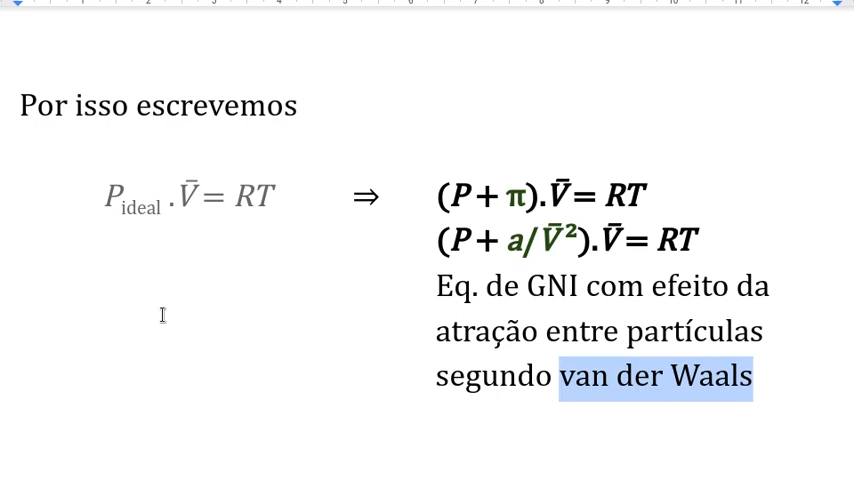 Por isso escrevemos
P ideal . V̄ = RT ⇒ (P + π). V̄ = RT
(P + a/V̄²). V̄ = RT
Eq. de GNI com efeito da
atração entre partículas
segundo van der Waals